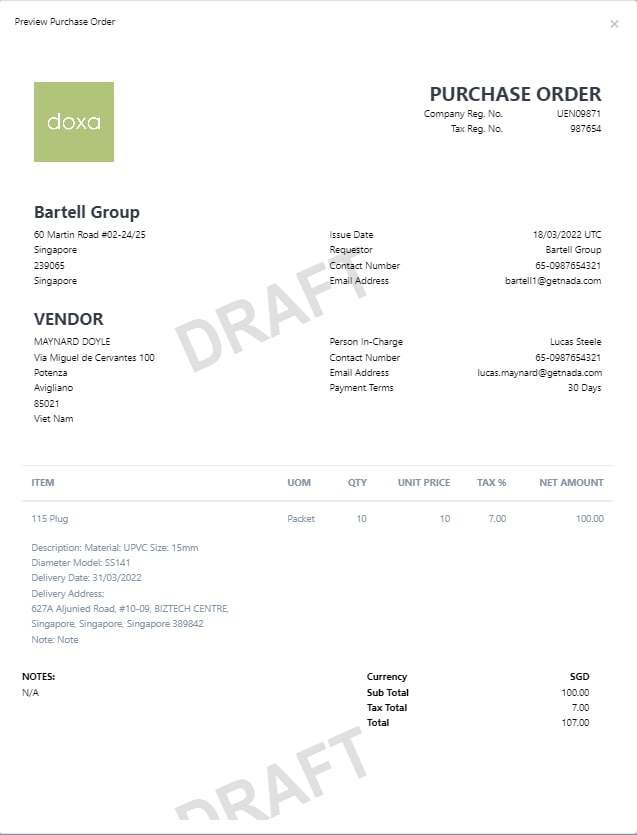 Preview Purchase Order ×
doxa
PURCHASE ORDER
Company Reg. No. UEN09871
Tax Reg. No. 987654
Bartell Group
60 Martin Road #02-24/25 Issue Date 18/03/2022 UTC
Singapore Requestor Bartell Group
239065 Contact Number 65-0987654321
Singapore Email Address bartell1@getnada.com
DRAFT
VENDOR
MAYNARD DOYLE Person In-Charge Lucas Steele
Via Miguel de Cervantes 100 Contact Number 65-0987654321
Potenza Email Address lucas.maynard@getnada.com
Avigliano Payment Terms 30 Days
85021
Viet Nam
ITEM UOM QTY UNIT PRICE TAX % NET AMOUNT
115 Plug Packet 10 10 7.00 100.00
Description: Material: UPVC Size: 15mm
Diameter Model: SS141
Delivery Date: 31/03/2022
Delivery Address:
627A Aljunied Road, #10-09, BIZTECH CENTRE,
Singapore, Singapore, Singapore 389842
Note: Note
NOTES: Currency SGD
N/A Sub Total 100.00
Tax Total 7.00
Total 107.00
DRAFT